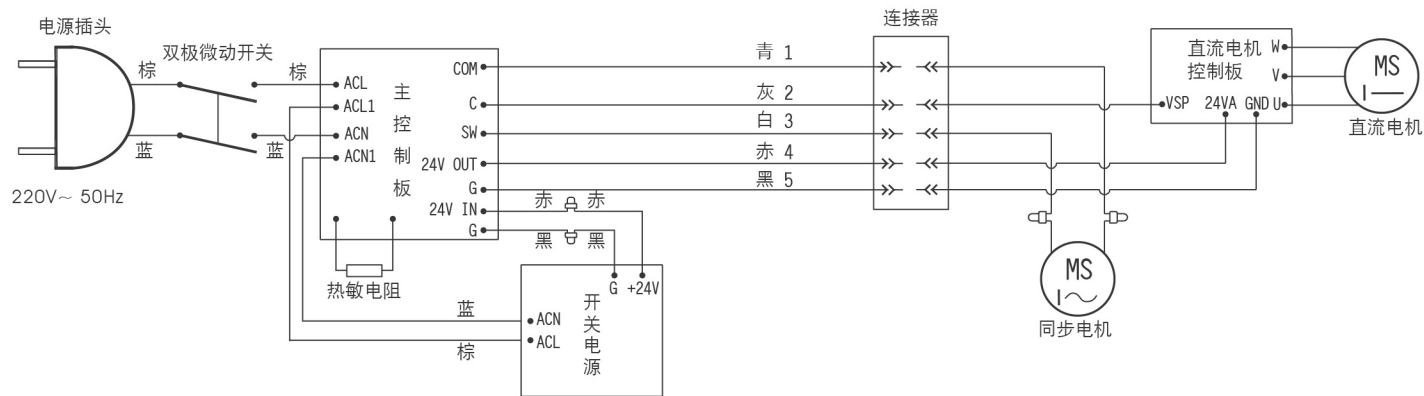 电源插头
双极微动开关
棕
棕
蓝
蓝
220V～ 50Hz
ACL
ACL1
ACN
ACN1
主控制板
COM
C
SW
24V OUT
G
24V IN
G
热敏电阻
青 1
灰 2
白 3
赤 4
黑 5
赤 赤
黑 黑
G +24V
开关电源
ACN
ACL
蓝
棕
连接器
直流电机
控制板
W
V
U
VSP 24VA GND
MS
直流电机
MS
同步电机